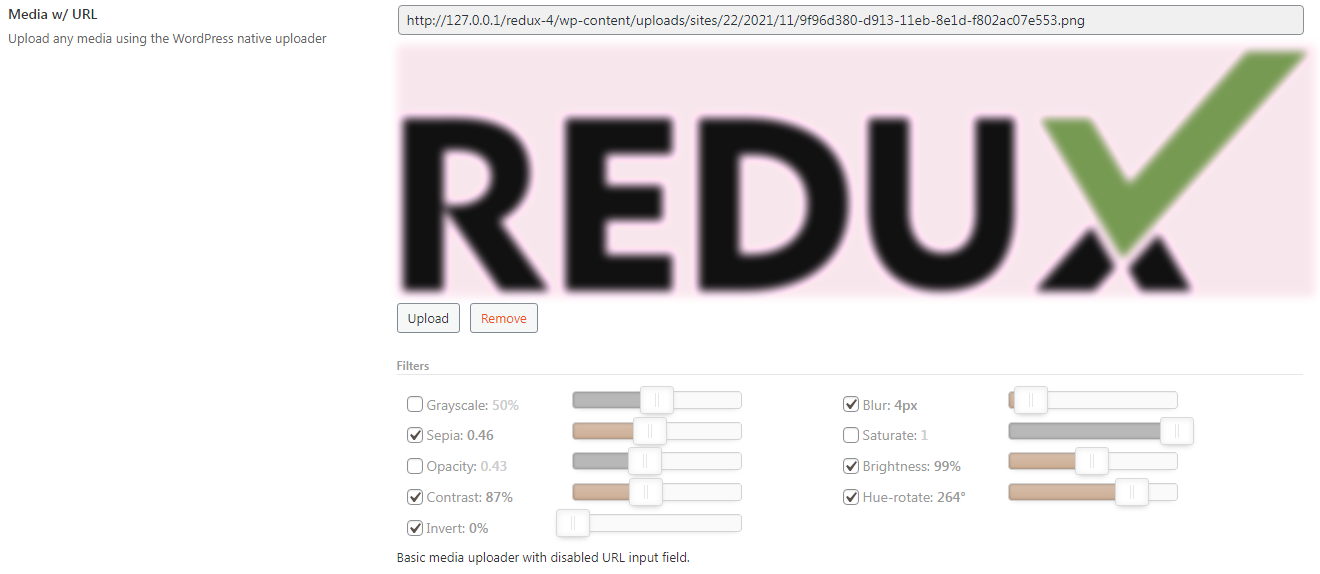 Media w/ URL
Upload any media using the WordPress native uploader
http://127.0.0.1/redux-4/wp-content/uploads/sites/22/2021/11/9f96d380-d913-11eb-8e1d-f802ac07e553.png
REDUX
Upload
Remove
Filters
Grayscale: 50%
Blur: 4px
Sepia: 0.46
Saturate: 1
Opacity: 0.43
Brightness: 99%
Contrast: 87%
Hue-rotate: 264°
Invert: 0%
Basic media uploader with disabled URL input field.